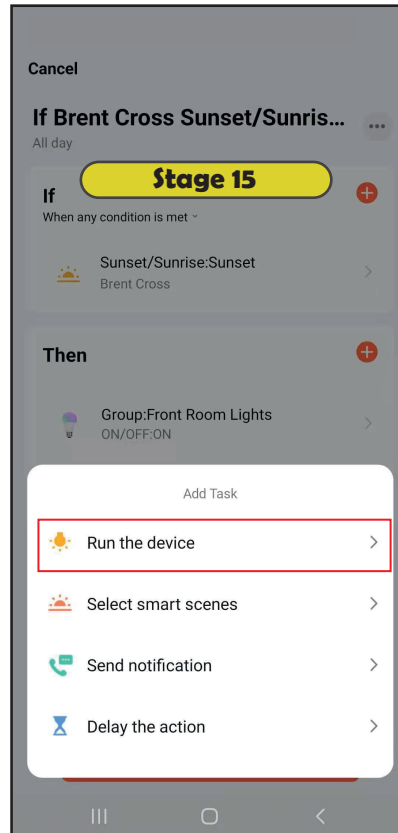 Cancel
If Brent Cross Sunset/Sunris...
All day
Stage 15
If
When any condition is met
Sunset/Sunrise:Sunset
Brent Cross
Then
Group:Front Room Lights
ON/OFF:ON
Add Task
Run the device
Select smart scenes
Send notification
Delay the action